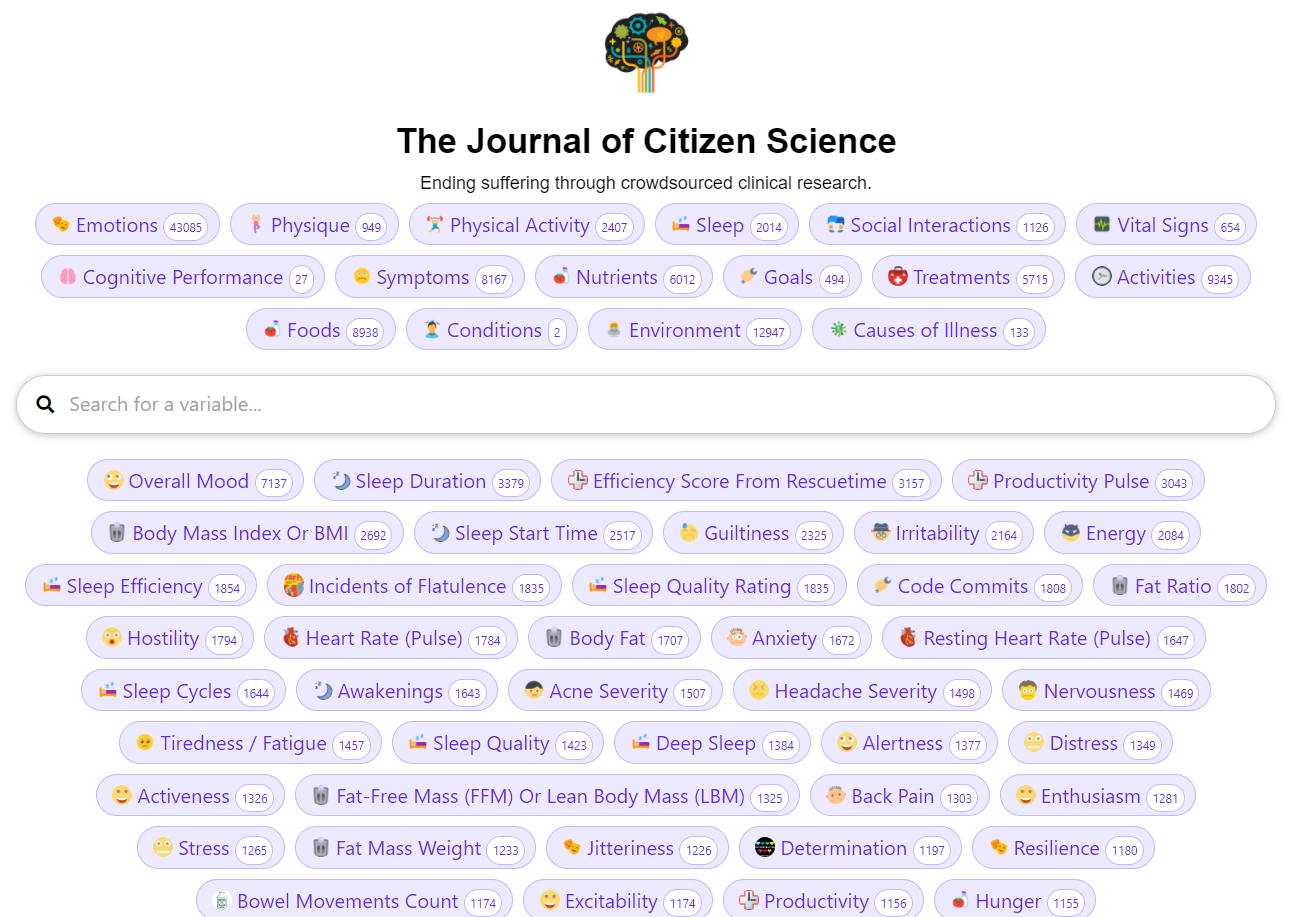 The Journal of Citizen Science
Ending suffering through crowdsourced clinical research.
Emotions 43085 Physique 949 Physical Activity 2407 Sleep 2014 Social Interactions 1126 Vital Signs 654
Cognitive Performance 27 Symptoms 8167 Nutrients 6012 Goals 494 Treatments 5715 Activities 9345
Foods 8938 Conditions 2 Environment 12947 Causes of Illness 133
Search for a variable...
Overall Mood 7137 Sleep Duration 3379 Efficiency Score From Rescuetime 3157 Productivity Pulse 3043
Body Mass Index Or BMI 2692 Sleep Start Time 2517 Guiltiness 2325 Irritability 2164 Energy 2084
Sleep Efficiency 1854 Incidents of Flatulence 1835 Sleep Quality Rating 1835 Code Commits 1808 Fat Ratio 1802
Hostility 1794 Heart Rate (Pulse) 1784 Body Fat 1707 Anxiety 1672 Resting Heart Rate (Pulse) 1647
Sleep Cycles 1644 Awakenings 1643 Acne Severity 1507 Headache Severity 1498 Nervousness 1469
Tiredness / Fatigue 1457 Sleep Quality 1423 Deep Sleep 1384 Alertness 1377 Distress 1349
Activeness 1326 Fat-Free Mass (FFM) Or Lean Body Mass (LBM) 1325 Back Pain 1303 Enthusiasm 1281
Stress 1265 Fat Mass Weight 1233 Jitteriness 1226 Determination 1197 Resilience 1180
Bowel Movements Count 1174 Excitability 1174 Productivity 1156 Hunger 1155